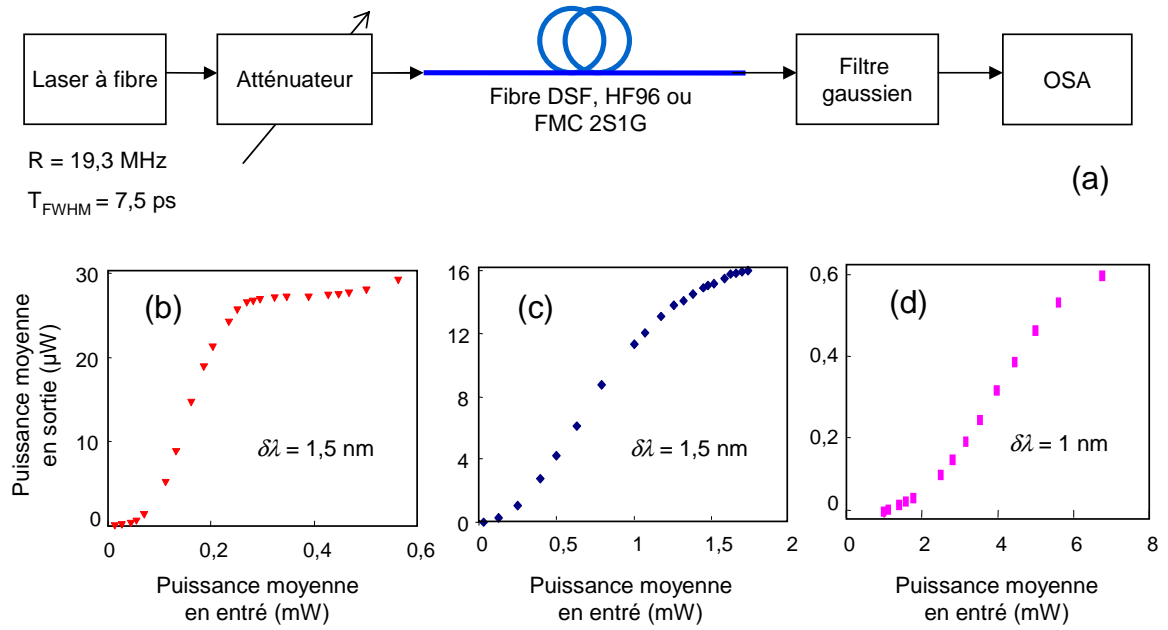 Laser à fibre
Atténuateur
Fibre DSF, HF96 ou
FMC 2S1G
Filtre
gaussien
OSA
R = 19,3 MHz
T_FWHM = 7,5 ps
(a)
Puissance moyenne
en sortie (µW)
30
20
10
0
(b)
δλ = 1,5 nm
0
0,2
0,4
0,6
Puissance moyenne
en entré (mW)
16
12
8
4
0
(c)
δλ = 1,5 nm
0
0,5
1
1,5
2
Puissance moyenne
en entré (mW)
0,6
0,4
0,2
0
(d)
δλ = 1 nm
0
2
4
6
8
Puissance moyenne
en entré (mW)